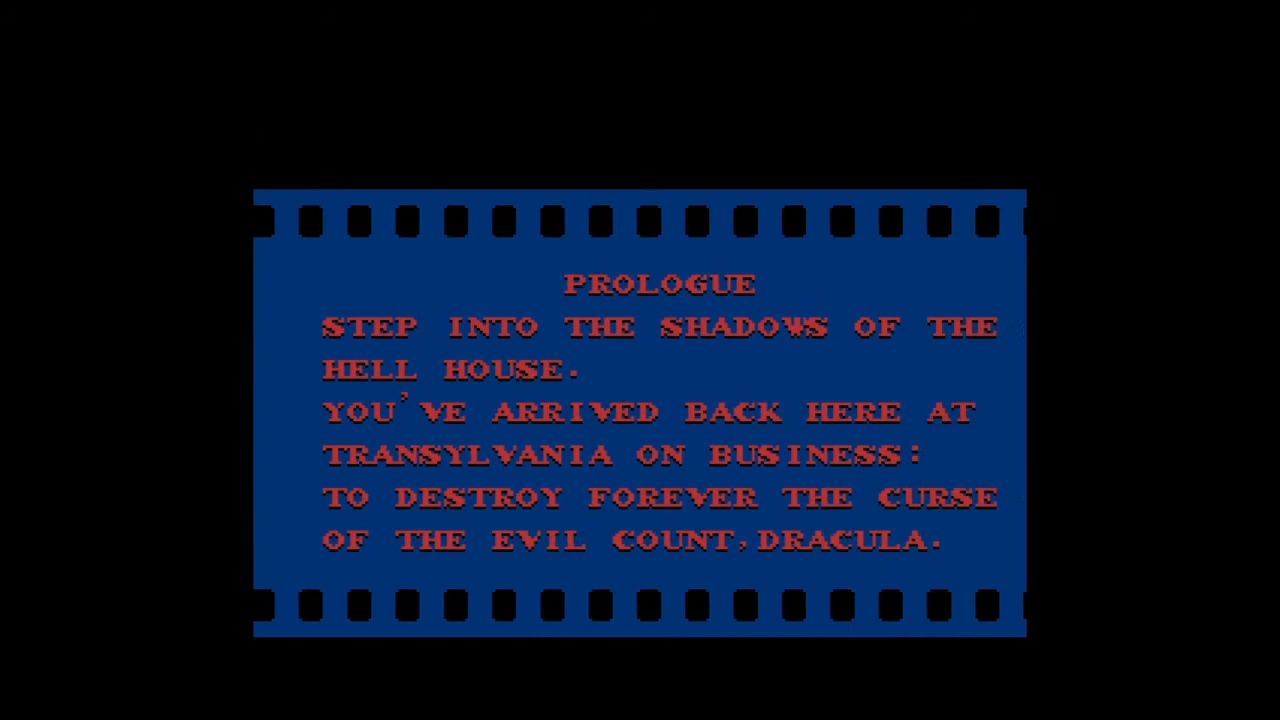 PROLOGUE
STEP INTO THE SHADOWS OF THE
HELL HOUSE.
YOU'VE ARRIVED BACK HERE AT
TRANSYLVANIA ON BUSINESS:
TO DESTROY FOREVER THE CURSE
OF THE EVIL COUNT,DRACULA.